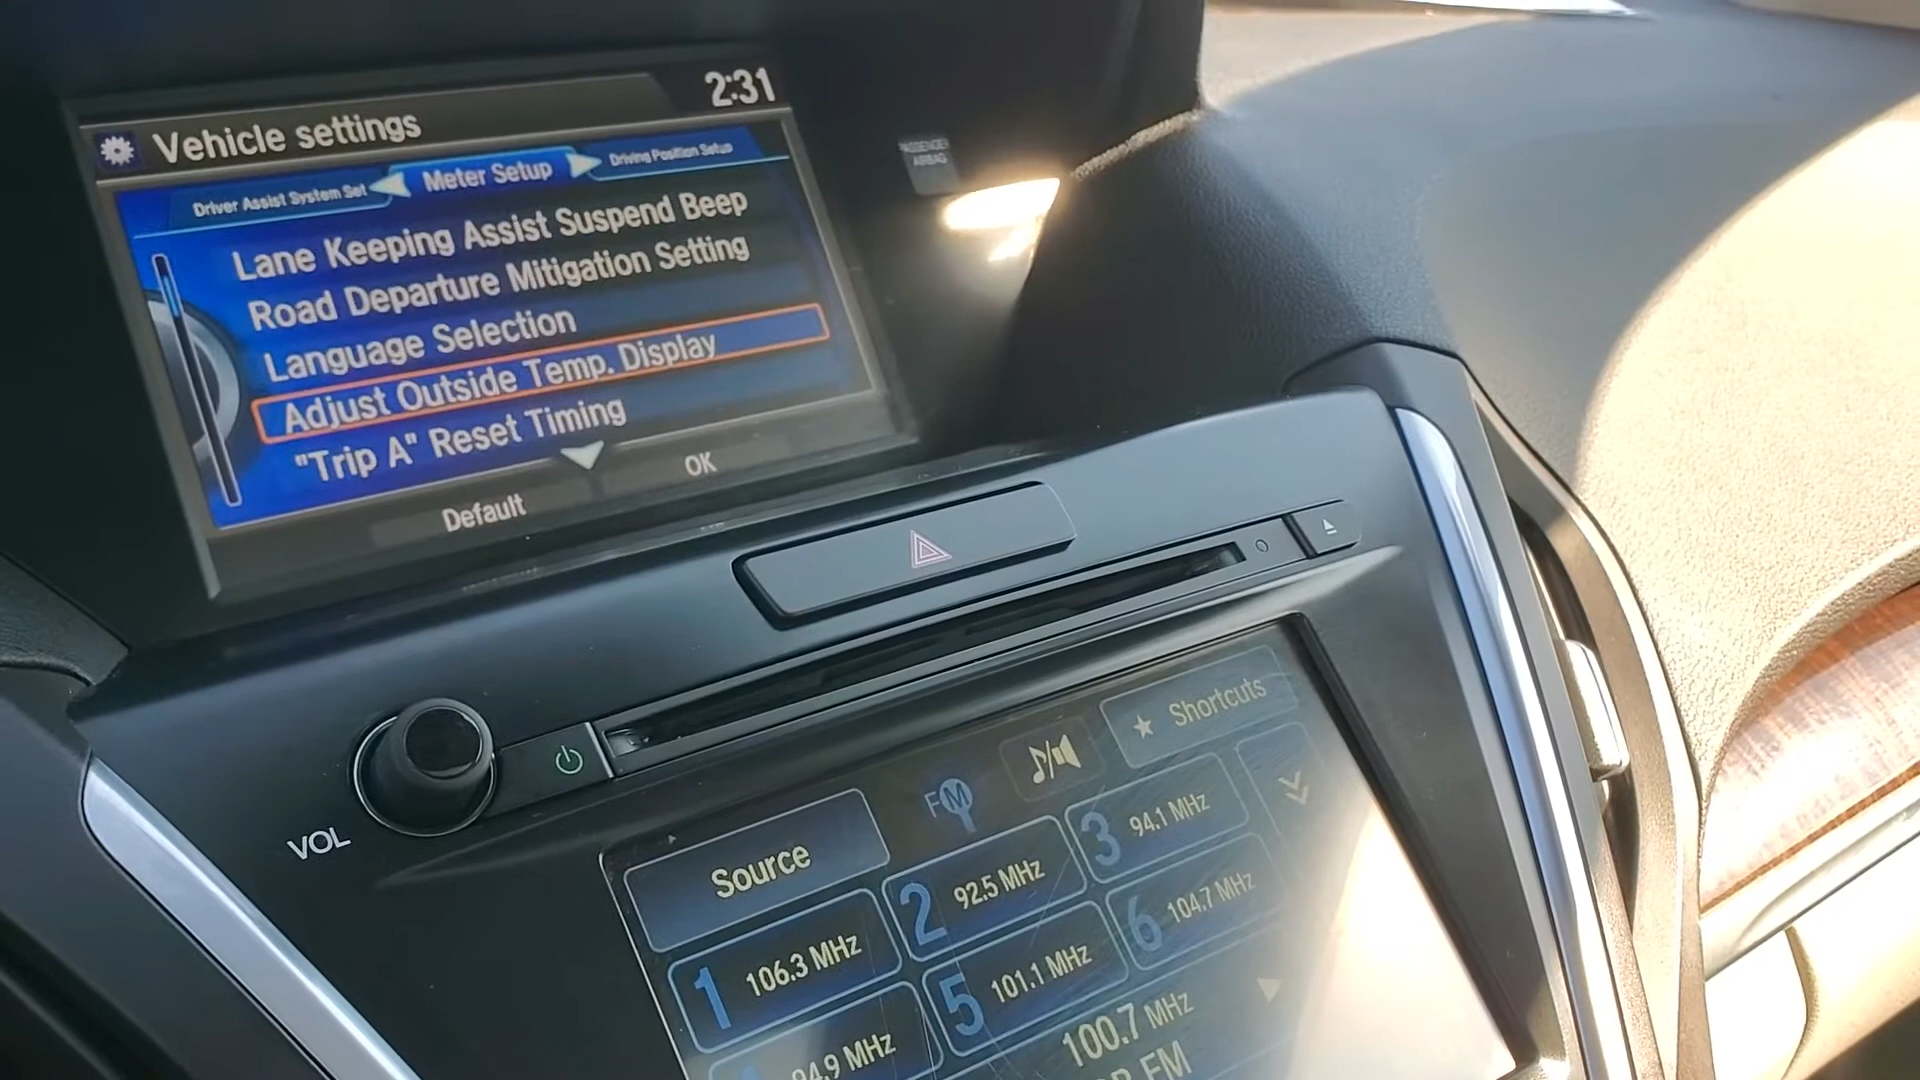 2:31
Vehicle settings
Driver Assist System Set
Meter Setup
Driving Position Setup
Lane Keeping Assist Suspend Beep
Road Departure Mitigation Setting
Language Selection
Adjust Outside Temp. Display
"Trip A" Reset Timing
Default
OK
PASSENGER
AIRBAG
VOL
Shortcuts
FM
Source
1 106.3 MHz
2 92.5 MHz
3 94.1 MHz
94.9 MHz
5 101.1 MHz
6 104.7 MHz
100.7 MHz
FM